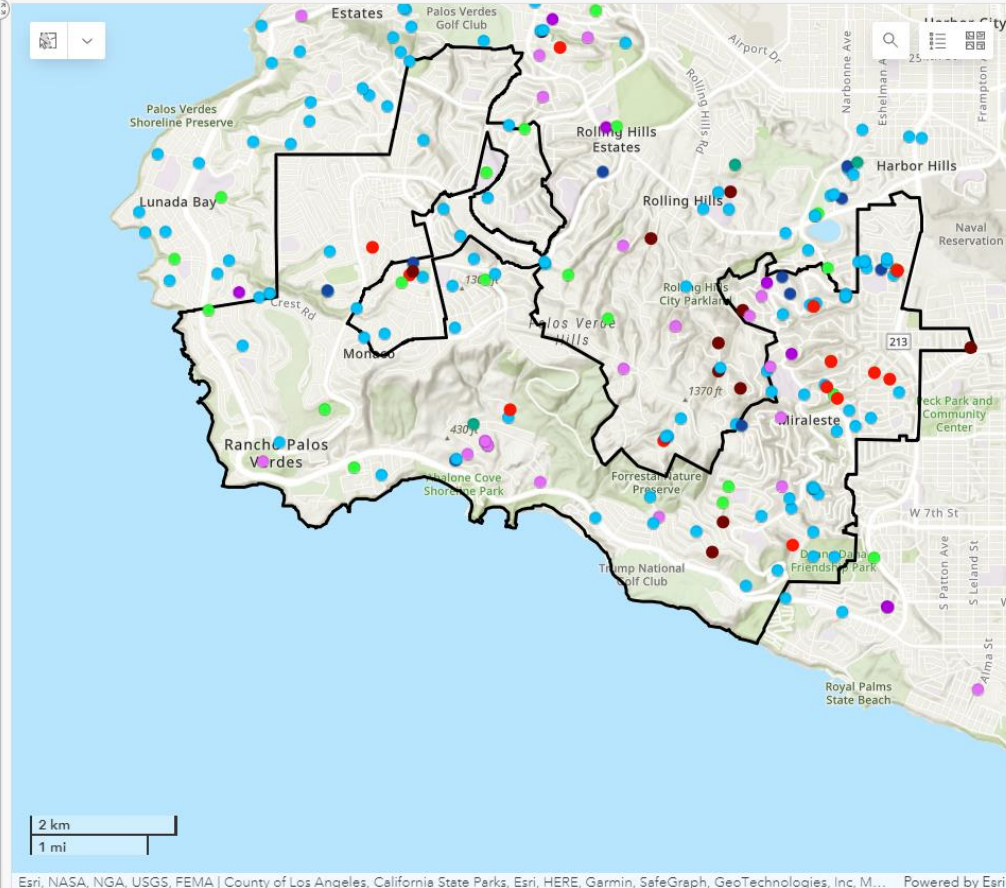 Estates
Palos Verdes
Golf Club
Harbor City
Airport Dr
Narbonne Ave
Eshelman A
Frampton A
25
Rolling Hills Rd
Palos Verdes
Shoreline Preserve
Rolling Hills
Estates
Harbor Hills
Lunada Bay
Rolling Hills
Naval
Reservation
Crest Rd
Rolling Hills
City Parkland
Palos Verde
Hills
213
Monaco
1370 ft
Peck Park and
Community
Center
Miraleste
430 ft
Rancho Palos
Verdes
Abalone Cove
Shoreline Park
Forrestal Nature
Preserve
W 7th St
Trump National
Golf Club
Deane Dana
Friendship Park
S Patton Ave
S Leland St
Alma St
Royal Palms
State Beach
2 km
1 mi
Esri, NASA, NGA, USGS, FEMA | County of Los Angeles, California State Parks, Esri, HERE, Garmin, SafeGraph, GeoTechnologies, Inc, M... Powered by Esri